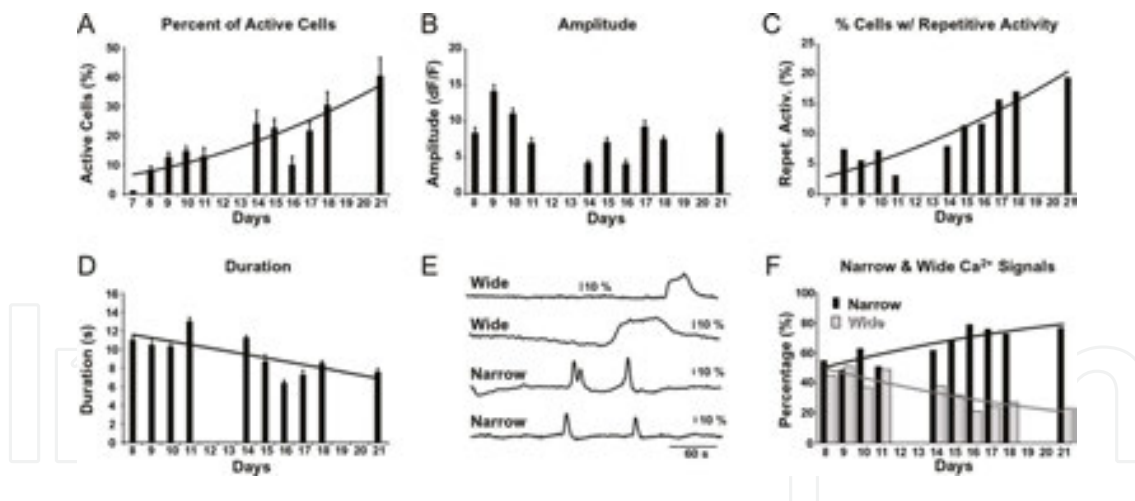 A Percent of Active Cells
Active Cells (%)
50
40
30
20
10
0
7 8 9 10 11 12 13 14 15 16 17 18 19 20 21
Days
B Amplitude
Amplitude (dF/F)
20
15
10
5
0
8 9 10 11 12 13 14 15 16 17 18 19 20 21
Days
C % Cells w/ Repetitive Activity
Repet. Activ. (%)
25
20
15
10
5
0
7 8 9 10 11 12 13 14 15 16 17 18 19 20 21
Days
D Duration
Duration (s)
16
14
12
10
8
6
4
2
0
8 9 10 11 12 13 14 15 16 17 18 19 20 21
Days
E
Wide
10 %
Wide
10 %
Narrow
10 %
Narrow
10 %
60 s
F Narrow & Wide Ca²⁺ Signals
Narrow
Wide
Percentage (%)
100
80
60
40
20
0
8 9 10 11 12 13 14 15 16 17 18 19 20 21
Days